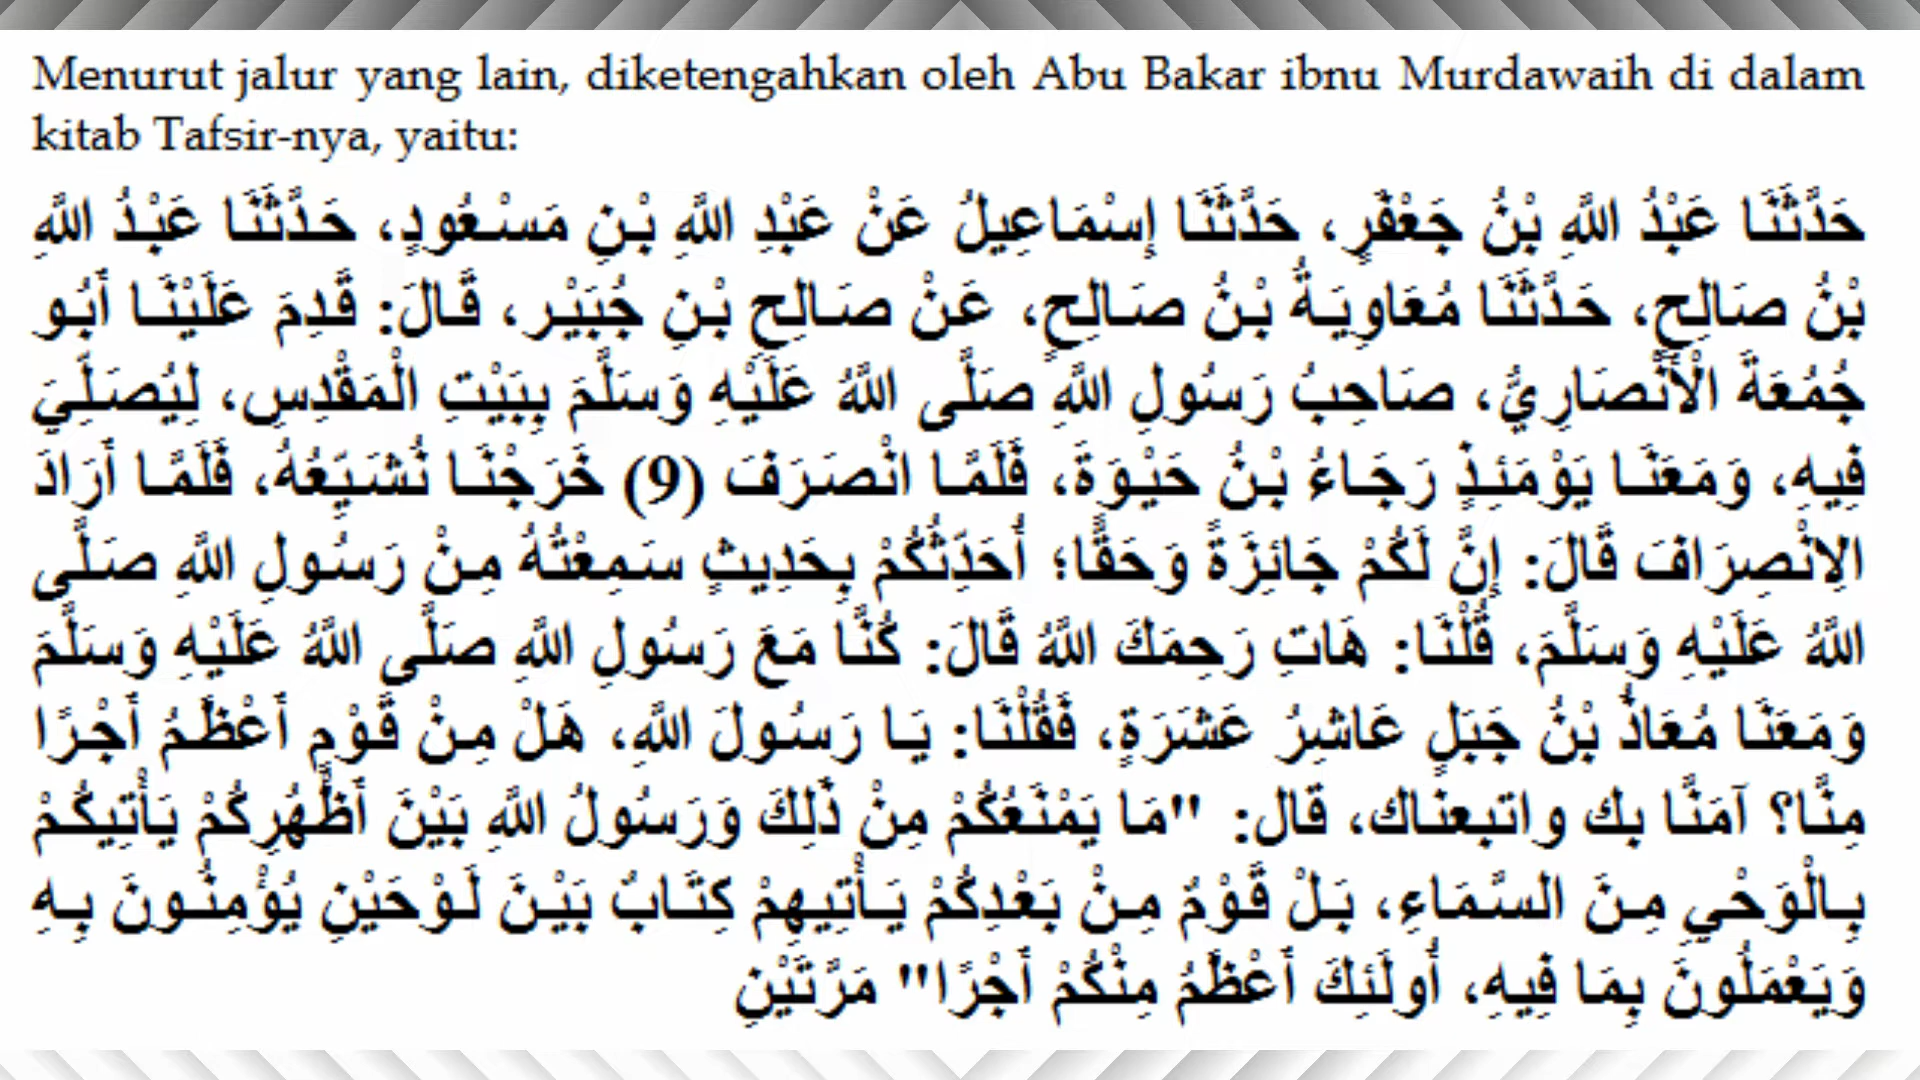 Menurut jalur yang lain, diketengahkan oleh Abu Bakar ibnu Murdawaih di dalam
kitab Tafsir-nya, yaitu:
حَدَّثَنَا عَبْدُ اللَّهِ بْنُ جَعْفَرٍ، حَدَّثَنَا إِسْمَاعِيلُ عَنْ عَبْدِ اللَّهِ بْنِ مَسْعُودٍ، حَدَّثَنَا عَبْدُ اللَّهِ
بْنُ صَالِحٍ، حَدَّثَنَا مُعَاوِيَةُ بْنُ صَالِحٍ، عَنْ صَالِحِ بْنِ جُبَيْرٍ، قَالَ: قَدِمَ عَلَيْنَا أَبُو
جُمُعَةَ الْأَنْصَارِيُّ، صَاحِبُ رَسُولِ اللَّهِ صَلَّى اللَّهُ عَلَيْهِ وَسَلَّمَ بِبَيْتِ الْمَقْدِسِ، لِيُصَلِّيَ
فِيهِ، وَمَعَنَا يَوْمَئِذٍ رَجَاءُ بْنُ حَيْوَةَ، فَلَمَّا انْصَرَفَ (9) خَرَجْنَا نُشَيِّعُهُ، فَلَمَّا أَرَادَ
الِانْصِرَافَ قَالَ: إِنَّ لَكُمْ جَائِزَةً وَحَقًّا؛ أُحَدِّثُكُمْ بِحَدِيثٍ سَمِعْتُهُ مِنْ رَسُولِ اللَّهِ صَلَّى
اللَّهُ عَلَيْهِ وَسَلَّمَ، قُلْنَا: هَاتِ رَحِمَكَ اللَّهُ قَالَ: كُنَّا مَعَ رَسُولِ اللَّهِ صَلَّى اللَّهُ عَلَيْهِ وَسَلَّمَ
وَمَعَنَا مُعَاذُ بْنُ جَبَلٍ عَاشِرُ عَشَرَةٍ، فَقُلْنَا: يَا رَسُولَ اللَّهِ، هَلْ مِنْ قَوْمٍ أَعْظَمُ أَجْرًا
مِنَّا؟ آمَنَّا بك واتبعناك، قَال: "مَا يَمْنَعُكُمْ مِنْ ذَلِكَ وَرَسُولُ اللَّهِ بَيْنَ أَظْهُرِكُمْ يَأْتِيكُمْ
بِالْوَحْيِ مِنَ السَّمَاءِ، بَلْ قَوْمٌ مِنْ بَعْدِكُمْ يَأْتِيهِمْ كِتَابٌ بَيْنَ لَوْحَيْنِ يُؤْمِنُونَ بِهِ
وَيَعْمَلُونَ بِمَا فِيهِ، أُولَئِكَ أَعْظَمُ مِنْكُمْ أَجْرًا" مَرَّتَيْنِ